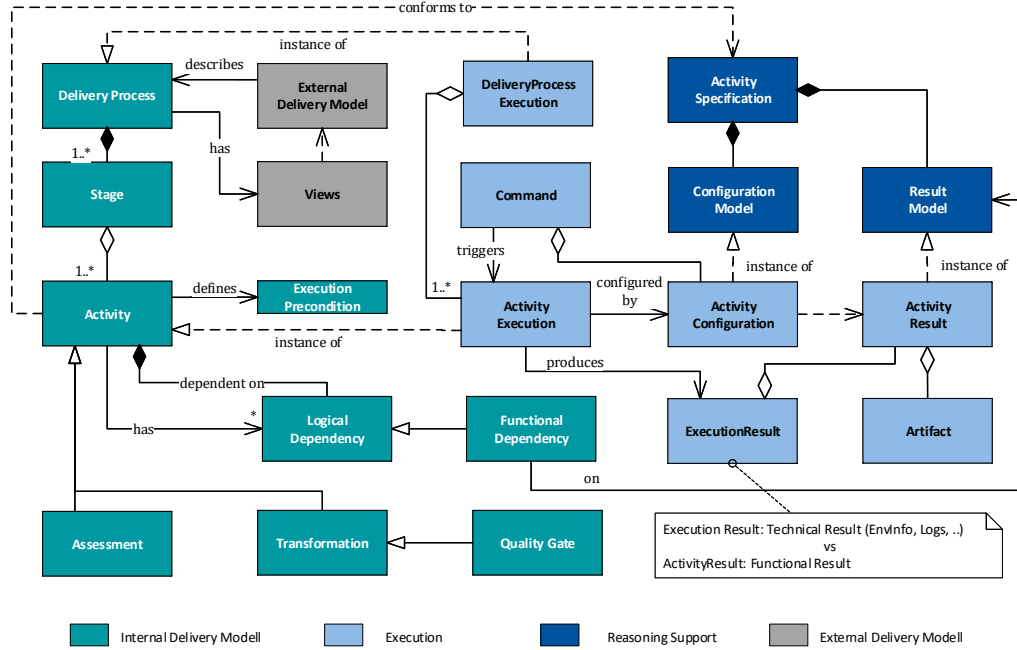 conforms to
instance of
Delivery Process
describes
External
Delivery Model
DeliveryProcess
Execution
Activity
Specification
has
1..*
Stage
Views
Command
Configuration
Model
Result
Model
triggers
1..*
defines
Execution
Precondition
1..*
configured
by
instance of
instance of
Activity
Activity
Execution
Activity
Configuration
Activity
Result
instance of
produces
dependent on
*
has
Logical
Dependency
Functional
Dependency
ExecutionResult
Artifact
on
Assessment
Transformation
Quality Gate
Execution Result: Technical Result (EnvInfo, Logs, ..)
vs
ActivityResult: Functional Result
Internal Delivery Modell
Execution
Reasoning Support
External Delivery Modell